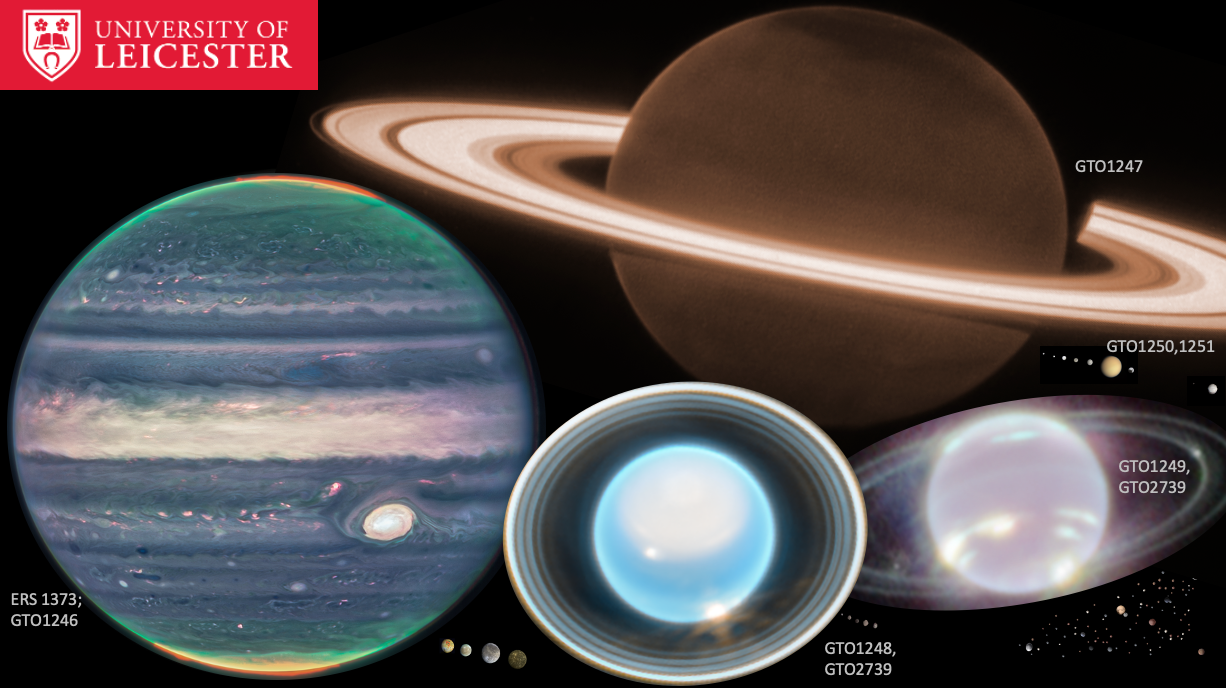 UNIVERSITY OF
LEICESTER
GTO1247
GTO1250,1251
GTO1249,
GTO2739
ERS 1373;
GTO1246
GTO1248,
GTO2739